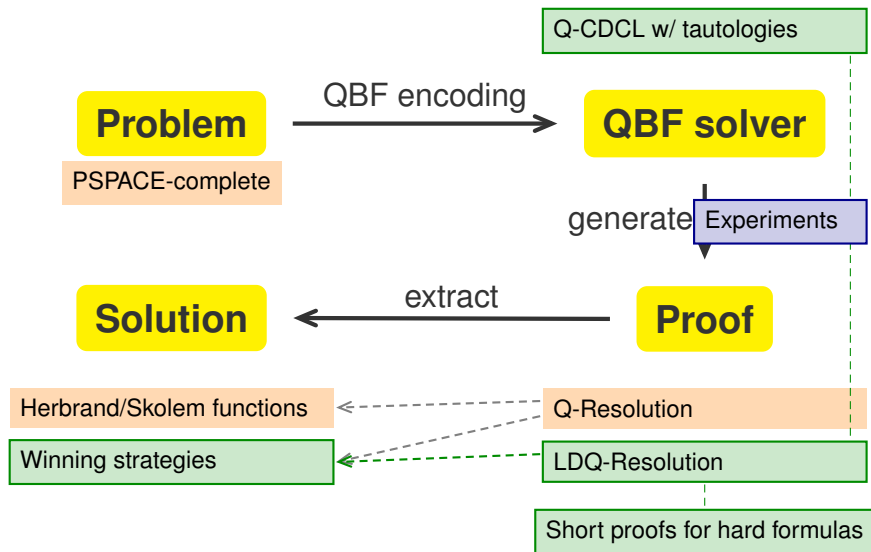 Q-CDCL w/ tautologies
QBF encoding
Problem
QBF solver
PSPACE-complete
generate
Experiments
extract
Solution
Proof
Herbrand/Skolem functions
Q-Resolution
Winning strategies
LDQ-Resolution
Short proofs for hard formulas